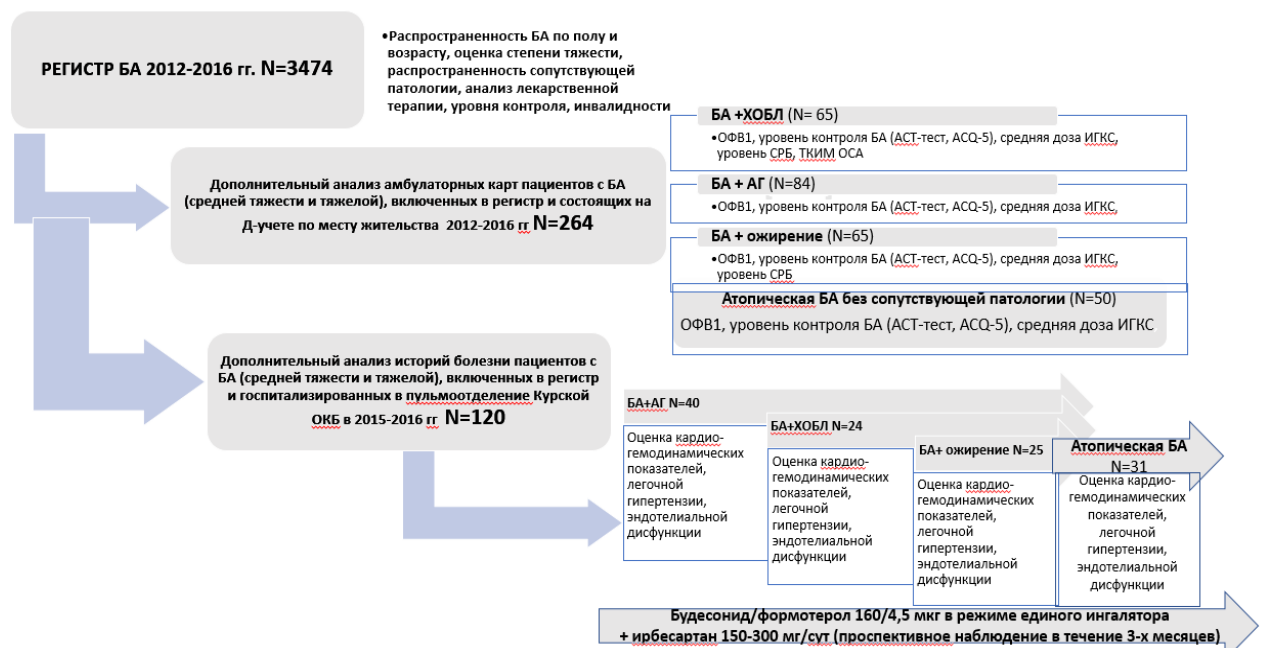 РЕГИСТР БА 2012-2016 гг. N=3474
•Распространенность БА по полу и
возрасту, оценка степени тяжести,
распространенность сопутствующей
патологии, анализ лекарственной
терапии, уровня контроля, инвалидности
Дополнительный анализ амбулаторных карт пациентов с БА
(средней тяжести и тяжелой), включенных в регистр и состоящих на
Д-учете по месту жительства 2012-2016 гг N=264
БА +ХОБЛ (N= 65)
•ОФВ1, уровень контроля БА (АСТ-тест, ACQ-5), средняя доза ИГКС,
уровень СРБ, ТКИМ ОСА
БА + АГ (N=84)
•ОФВ1, уровень контроля БА (АСТ-тест, ACQ-5), средняя доза ИГКС,
БА + ожирение (N=65)
•ОФВ1, уровень контроля БА (АСТ-тест, ACQ-5), средняя доза ИГКС,
уровень СРБ
Атопическая БА без сопутствующей патологии (N=50)
ОФВ1, уровень контроля БА (АСТ-тест, ACQ-5), средняя доза ИГКС
Дополнительный анализ историй болезни пациентов с
БА (средней тяжести и тяжелой), включенных в регистр
и госпитализированных в пульмоотделение Курской
ОКБ в 2015-2016 гг N=120
БА+АГ N=40
Оценка кардио-
гемодинамических
показателей,
легочной
гипертензии,
эндотелиальной
дисфункции
БА+ХОБЛ N=24
Оценка кардио-
гемодинамических
показателей,
легочной
гипертензии,
эндотелиальной
дисфункции
БА+ ожирение N=25
Оценка кардио-
гемодинамических
показателей,
легочной
гипертензии,
эндотелиальной
дисфункции
Атопическая БА
N=31
Оценка кардио-
гемодинамических
показателей,
легочной
гипертензии,
эндотелиальной
дисфункции
Будесонид/формотерол 160/4,5 мкг в режиме единого ингалятора
+ ирбесартан 150-300 мг/сут (проспективное наблюдение в течение 3-х месяцев)